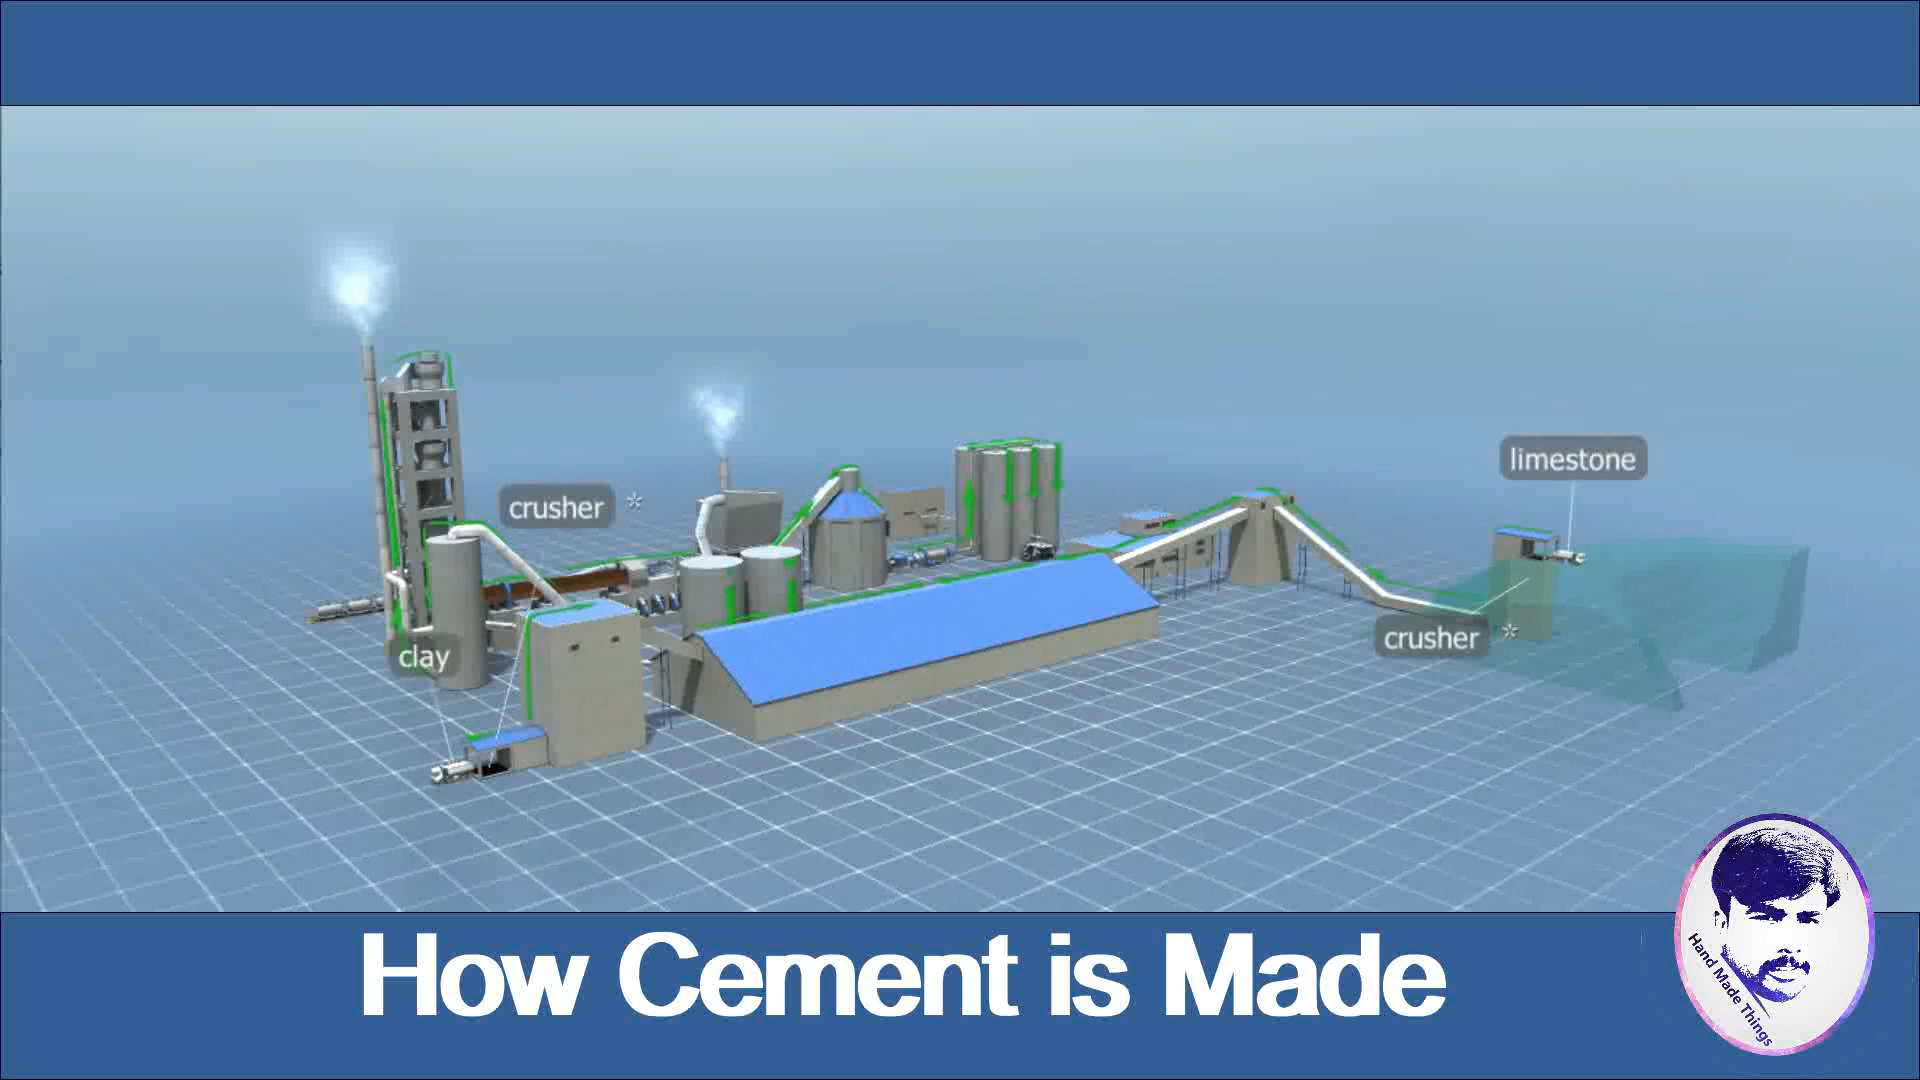 limestone
crusher
crusher
clay
How Cement is Made
Hand Made Things